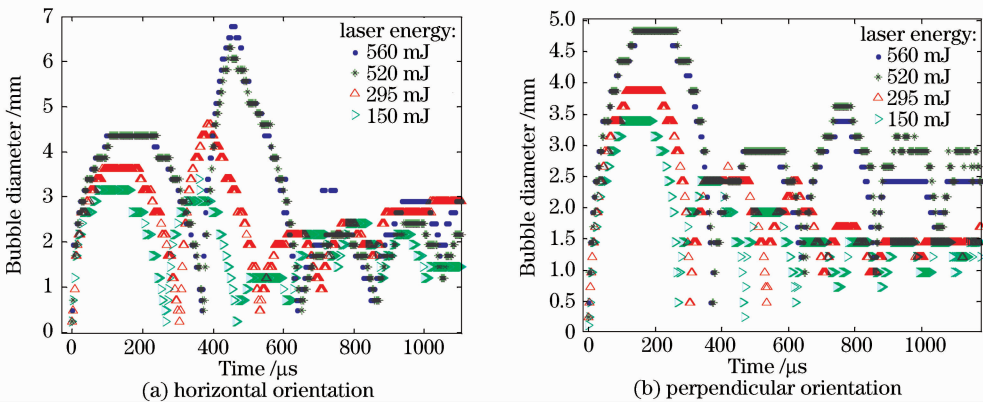 7
6
5
4
3
2
1
0
Bubble diameter /mm
laser energy:
560 mJ
520 mJ
295 mJ
150 mJ
0 200 400 600 800 1000
Time /μs
(a) horizontal orientation
5.0
4.5
4.0
3.5
3.0
2.5
2.0
1.5
1.0
0.5
0
Bubble diameter /mm
laser energy:
560 mJ
520 mJ
295 mJ
150 mJ
0 200 400 600 800 1000
Time /μs
(b) perpendicular orientation